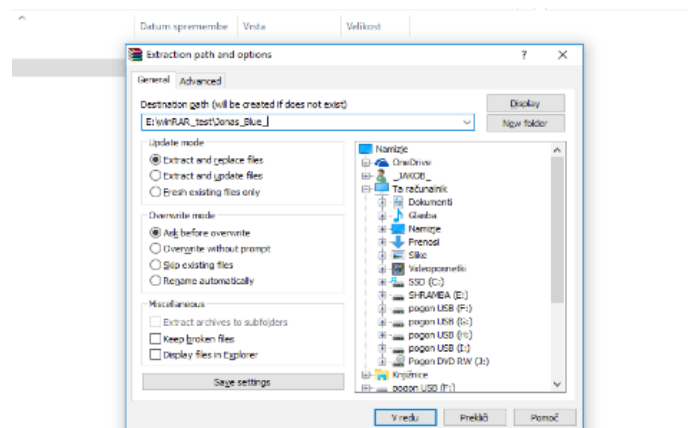 Datum spremembe Vrsta Velikost
Extraction path and options
General Advanced
Destination path (will be created if does not exist)
Display
E:\winRAR_test\Jonas_Blue_
New folder
Update mode
Extract and replace files
Extract and update files
Fresh existing files only
Overwrite mode
Ask before overwrite
Overwrite without prompt
Skip existing files
Rename automatically
Miscellaneous
Extract archives to subfolders
Keep broken files
Display files in Explorer
Save settings
Namizje
OneDrive
_JAKOB_
Ta računalnik
Dokumenti
Glasba
Namizje
Prenosi
Slike
Videoposnetki
SSD (C:)
SHRAMBA (E:)
pogon USB (F:)
pogon USB (G:)
pogon USB (H:)
pogon USB (I:)
Pogon DVD RW (J:)
Knjižnice
pogon USB (F:)
V redu Prekliči Pomoč